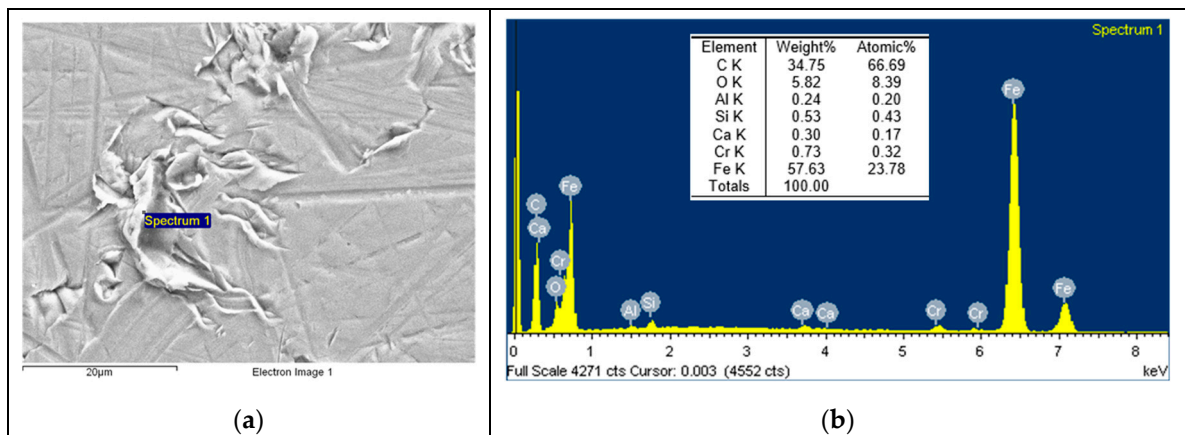 Spectrum 1
20µm
Electron Image 1
(a)
Spectrum 1
Element Weight% Atomic%
C K 34.75 66.69
O K 5.82 8.39
Al K 0.24 0.20
Si K 0.53 0.43
Ca K 0.30 0.17
Cr K 0.73 0.32
Fe K 57.63 23.78
Totals 100.00
Fe
Fe
C
Ca
Cr
O
Al
Si
Ca
Ca
Cr
Cr
Fe
0 1 2 3 4 5 6 7 8
Full Scale 4271 cts Cursor: 0.003 (4552 cts)
keV
(b)